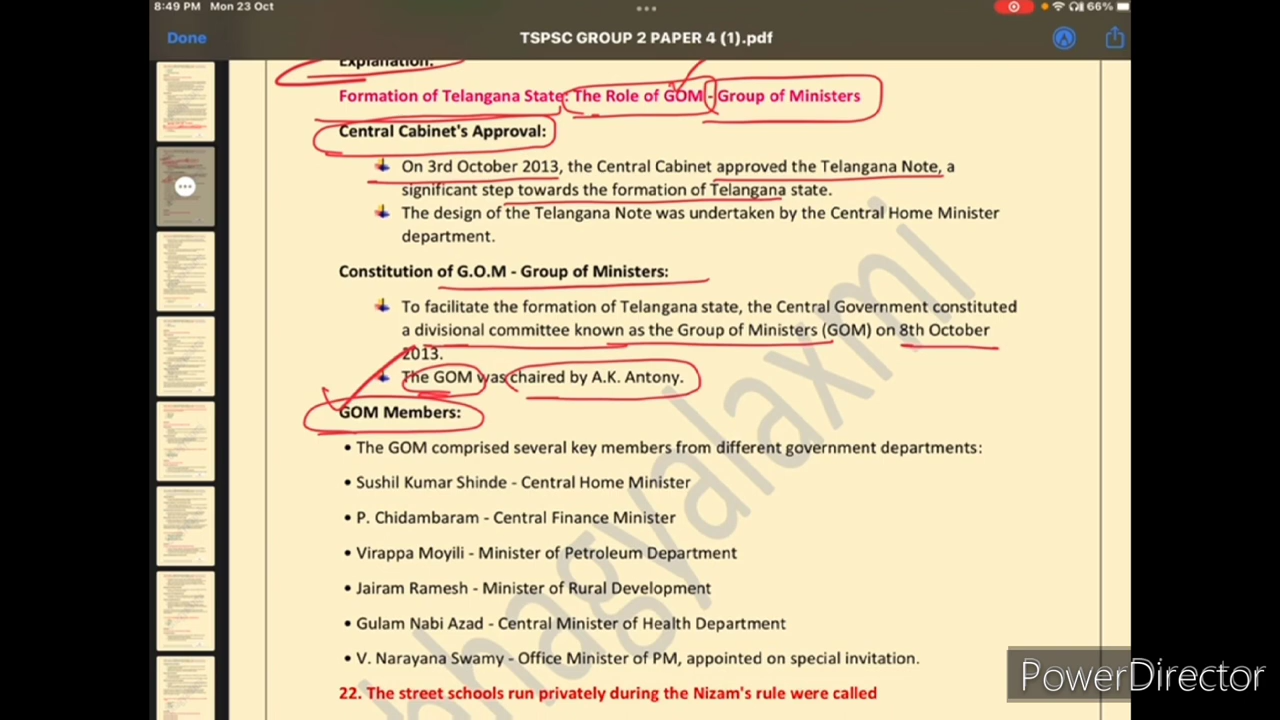 8:49 PM Mon 23 Oct
66%
Done
TSPSC GROUP 2 PAPER 4 (1).pdf
Explanation:
Formation of Telangana State: The Role of GOM - Group of Ministers
Central Cabinet's Approval:
On 3rd October 2013, the Central Cabinet approved the Telangana Note, a
significant step towards the formation of Telangana state.
The design of the Telangana Note was undertaken by the Central Home Minister
department.
Constitution of G.O.M - Group of Ministers:
To facilitate the formation of Telangana state, the Central Government constituted
a divisional committee known as the Group of Ministers (GOM) on 8th October
2013.
The GOM was chaired by A.K. Antony.
GOM Members:
• The GOM comprised several key members from different government departments:
• Sushil Kumar Shinde - Central Home Minister
• P. Chidambaram - Central Finance Minister
• Virappa Moyili - Minister of Petroleum Department
• Jairam Ramesh - Minister of Rural Development
• Gulam Nabi Azad - Central Minister of Health Department
• V. Narayana Swamy - Office Minister of PM, appointed on special invitation.
22. The street schools run privately during the Nizam's rule were called
bhagyalaxmi
PowerDirector